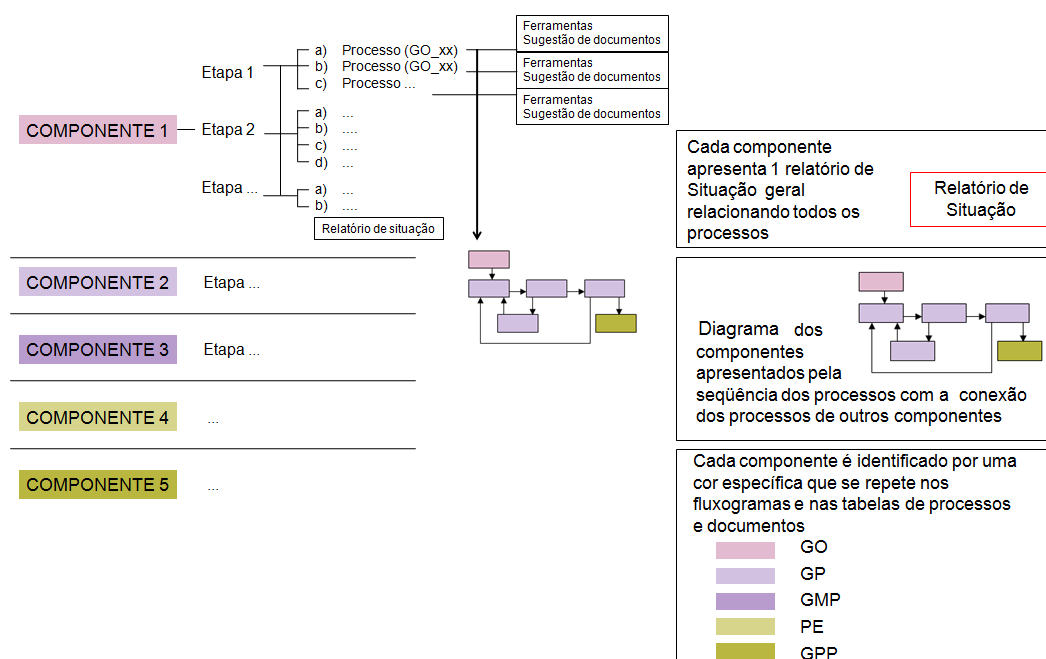 Ferramentas
Sugestão de documentos
Ferramentas
Sugestão de documentos
Ferramentas
Sugestão de documentos
COMPONENTE 1
Etapa 1
a) Processo (GO_xx)
b) Processo (GO_xx)
c) Processo ...
Etapa 2
a) ...
b) ....
c) ....
d) ...
Etapa ...
a) ...
b) ....
Relatório de situação
COMPONENTE 2
Etapa ...
COMPONENTE 3
Etapa ...
COMPONENTE 4
...
COMPONENTE 5
...
Cada componente
apresenta 1 relatório de
Situação geral
relacionando todos os
processos
Relatório de
Situação
Diagrama dos
componentes
apresentados pela
seqüência dos processos com a conexão
dos processos de outros componentes
Cada componente é identificado por uma
cor específica que se repete nos
fluxogramas e nas tabelas de processos
e documentos
GO
GP
GMP
PE
GPP